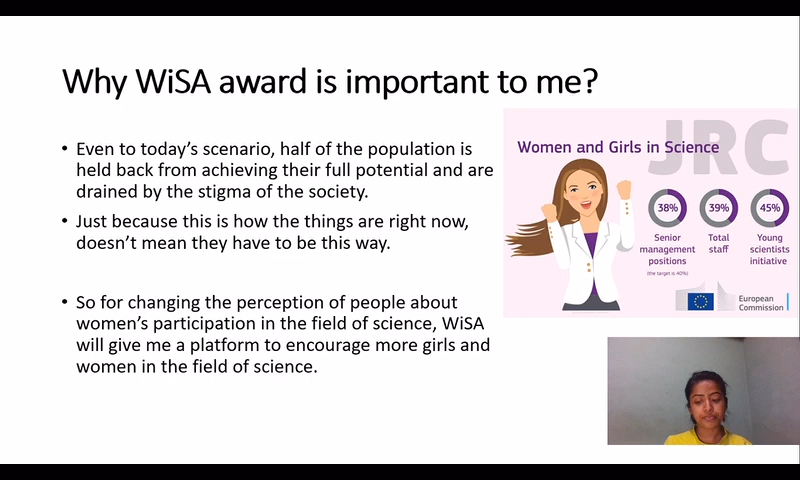 Why WiSA award is important to me?
• Even to today's scenario, half of the population is
held back from achieving their full potential and are
drained by the stigma of the society.
• Just because this is how the things are right now,
doesn't mean they have to be this way.
• So for changing the perception of people about
women's participation in the field of science, WiSA
will give me a platform to encourage more girls and
women in the field of science.
JRC
Women and Girls in Science
38%
39%
45%
Senior
management
positions
(the target is 40%)
Total
staff
Young
scientists
initiative
European
Commission